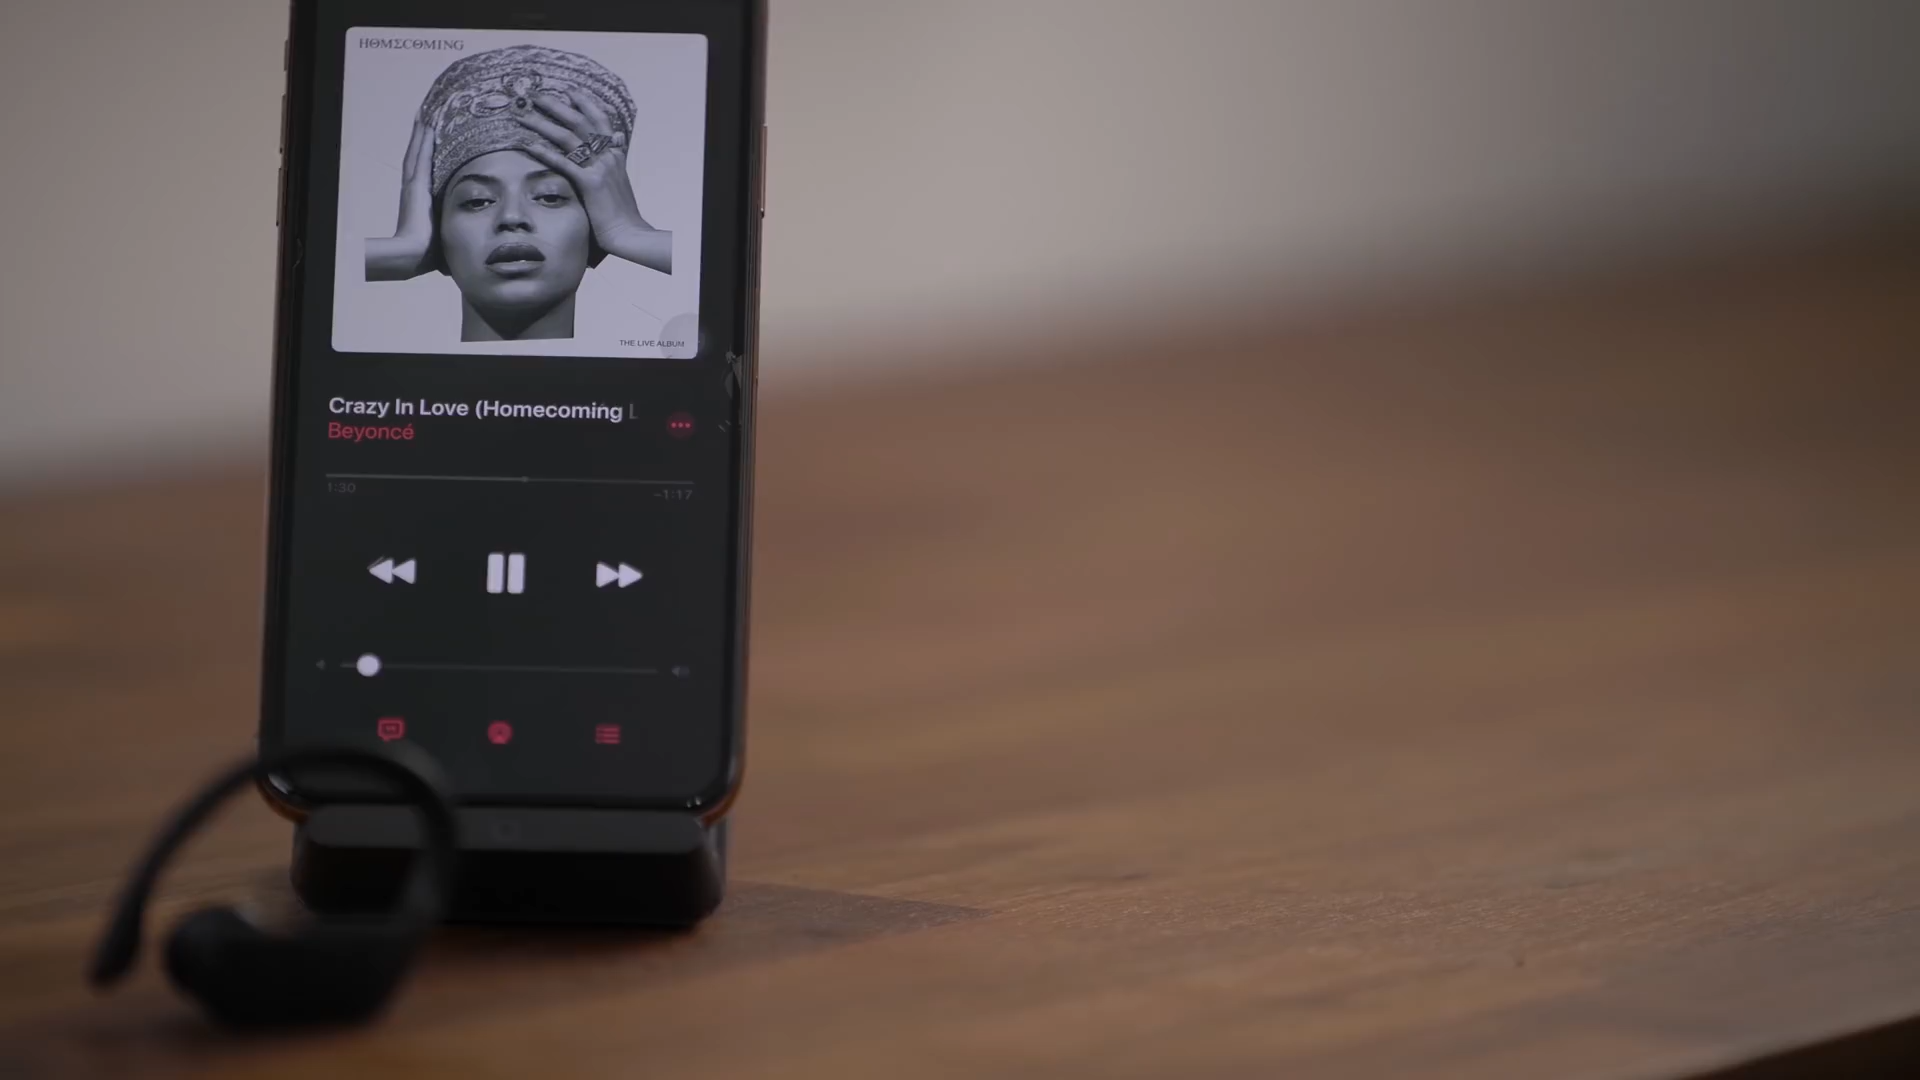 HΘMΣCΘMING
THE LIVE ALBUM
Crazy In Love (Homecoming L
Beyoncé
1:30
-1:17